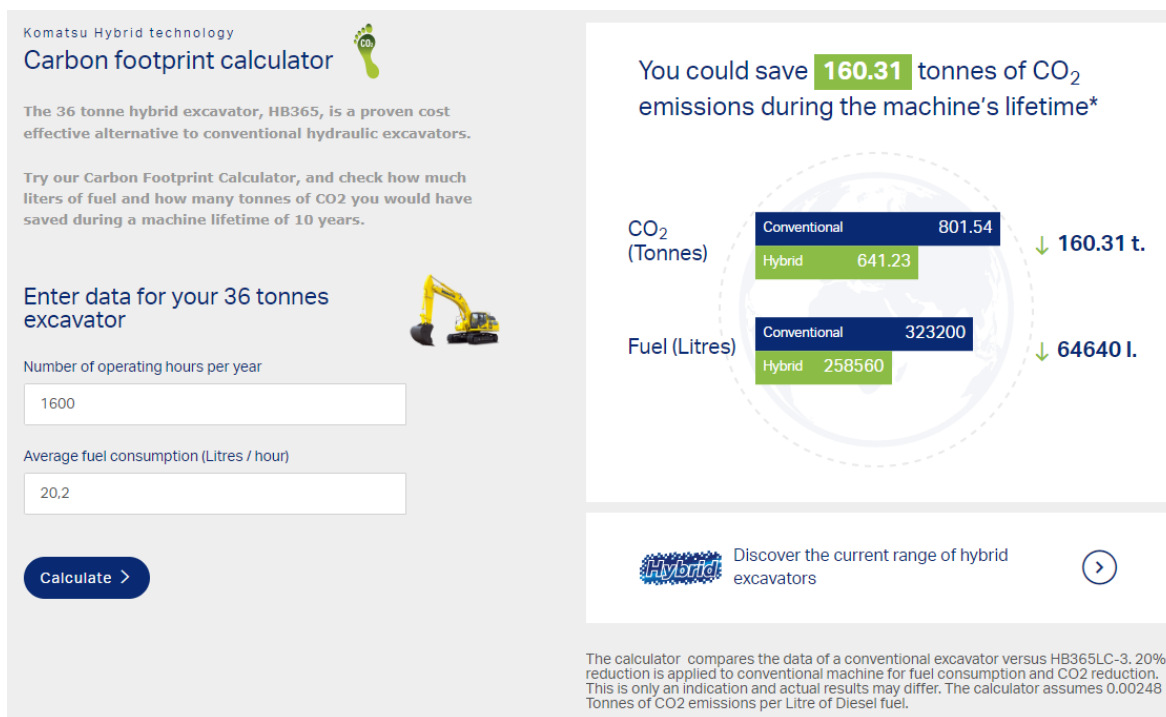 Komatsu Hybrid technology
Carbon footprint calculator
CO₂
The 36 tonne hybrid excavator, HB365, is a proven cost
effective alternative to conventional hydraulic excavators.
Try our Carbon Footprint Calculator, and check how much
liters of fuel and how many tonnes of CO2 you would have
saved during a machine lifetime of 10 years.
Enter data for your 36 tonnes
excavator
Number of operating hours per year
1600
Average fuel consumption (Litres / hour)
20,2
Calculate
You could save 160.31 tonnes of CO₂
emissions during the machine's lifetime*
CO₂
(Tonnes)
Conventional 801.54
Hybrid 641.23
↓ 160.31 t.
Fuel (Litres)
Conventional 323200
Hybrid 258560
↓ 64640 l.
Hybrid
Discover the current range of hybrid
excavators
The calculator compares the data of a conventional excavator versus HB365LC-3. 20%
reduction is applied to conventional machine for fuel consumption and CO2 reduction.
This is only an indication and actual results may differ. The calculator assumes 0.00248
Tonnes of CO2 emissions per Litre of Diesel fuel.